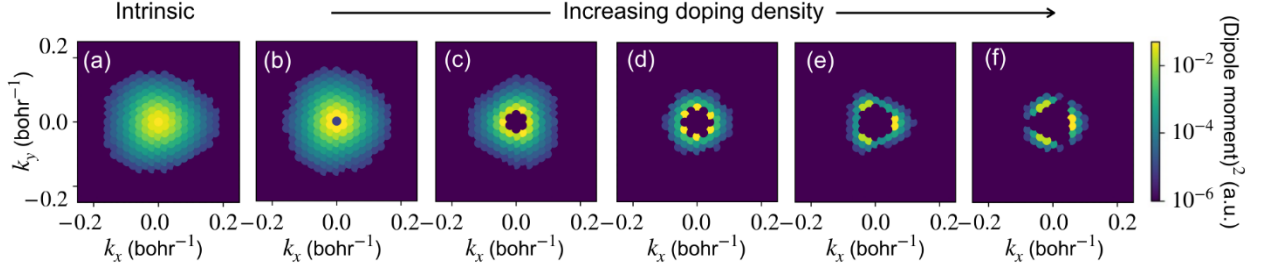 Intrinsic
Increasing doping density
(a)
(b)
(c)
(d)
(e)
(f)
0.2
0.0
−0.2
k_y (bohr⁻¹)
−0.2 0.0 0.2
−0.2 0.0 0.2
−0.2 0.0 0.2
−0.2 0.0 0.2
−0.2 0.0 0.2
−0.2 0.0 0.2
k_x (bohr⁻¹)
k_x (bohr⁻¹)
k_x (bohr⁻¹)
k_x (bohr⁻¹)
k_x (bohr⁻¹)
k_x (bohr⁻¹)
10⁻²
10⁻⁴
10⁻⁶
(Dipole moment)² (a.u.)